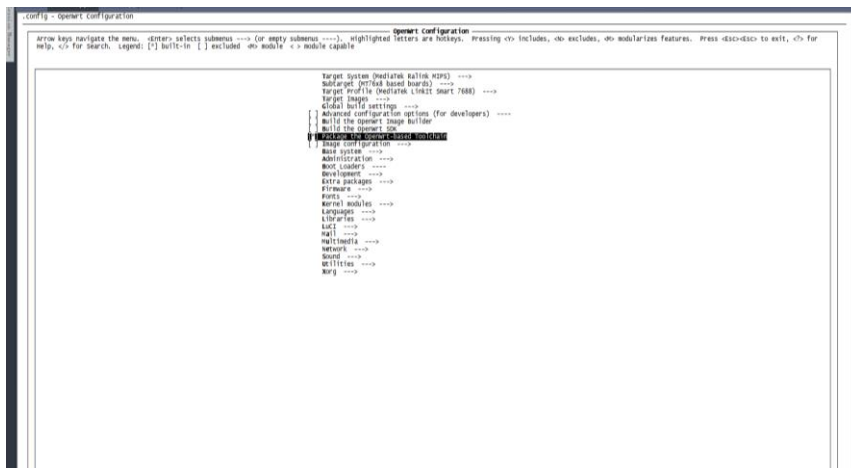 .config - OpenWrt Configuration
OpenWrt Configuration
Arrow keys navigate the menu. <Enter> selects submenus ---> (or empty submenus ----). Highlighted letters are hotkeys. Pressing <Y> includes, <N> excludes, <M> modularizes features. Press <Esc><Esc> to exit, <?> for
Help, </> for Search. Legend: [*] built-in [ ] excluded <M> module < > module capable
Target System (MediaTek Ralink MIPS) --->
Subtarget (MT76x8 based boards) --->
Target Profile (MediaTek LinkIt Smart 7688) --->
Target Images --->
Global build settings --->
[ ] Advanced configuration options (for developers) ----
[ ] Build the OpenWrt Image Builder
[ ] Build the OpenWrt SDK
[*] Package the OpenWrt-based Toolchain
[ ] Image configuration --->
Base system --->
Administration --->
Boot Loaders ----
Development --->
Extra packages --->
Firmware --->
Fonts --->
Kernel modules --->
Languages --->
Libraries --->
LuCI --->
Mail --->
Multimedia --->
Network --->
Sound --->
Utilities --->
Xorg --->